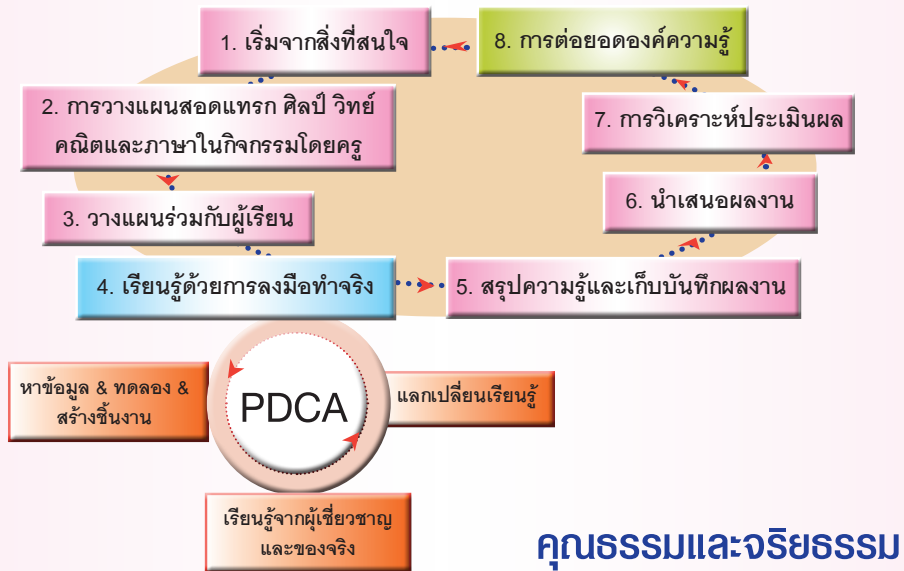 1. เริ่มจากสิ่งที่สนใจ
8. การต่อยอดองค์ความรู้
2. การวางแผนสอดแทรก ศิลป์ วิทย์
คณิตและภาษาในกิจกรรมโดยครู
7. การวิเคราะห์ประเมินผล
3. วางแผนร่วมกับผู้เรียน
6. นำเสนอผลงาน
4. เรียนรู้ด้วยการลงมือทำจริง
5. สรุปความรู้และเก็บบันทึกผลงาน
หาข้อมูล & ทดลอง &
สร้างชิ้นงาน
PDCA
แลกเปลี่ยนเรียนรู้
เรียนรู้จากผู้เชี่ยวชาญ
และของจริง
คุณธรรมและจริยธรรม